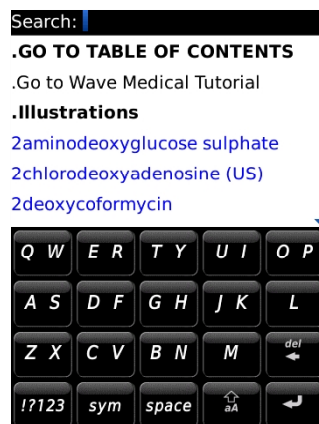 Search:
.GO TO TABLE OF CONTENTS
.Go to Wave Medical Tutorial
.Illustrations
2aminodeoxyglucose sulphate
2chlorodeoxyadenosine (US)
2deoxycoformycin
Q W E R T Y U I O P
A S D F G H J K L
Z X C V B N M del
!?123 sym space aA